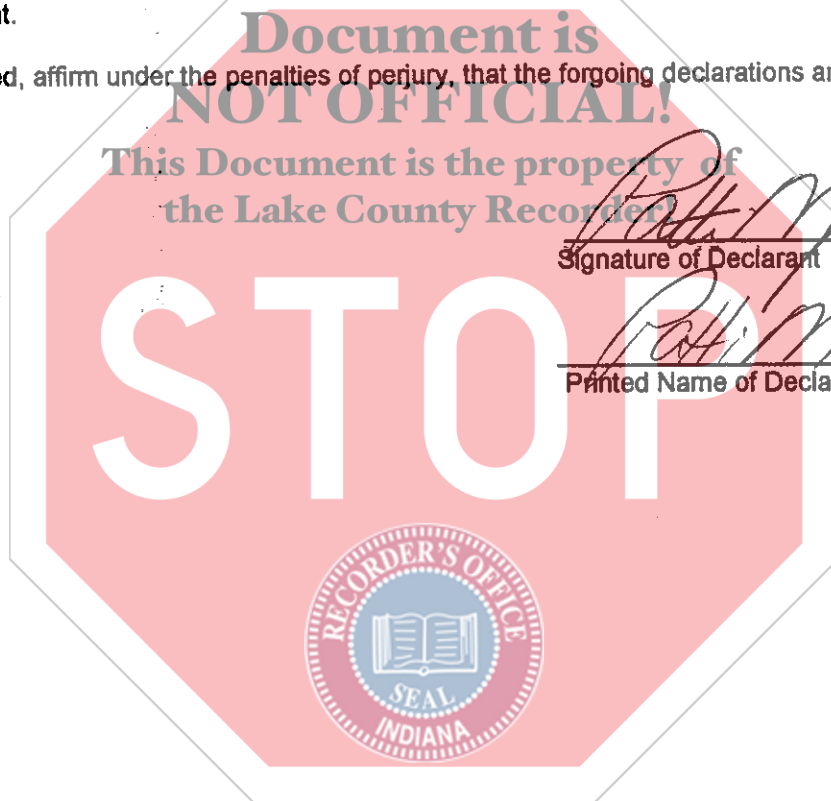 nt.
Document is
ed, affirm under the penalties of perjury, that the forgoing declarations ar
NOT OFFICIAL!
This Document is the property of
the Lake County Recorder!
Signature of Declarant
Patti
Printed Name of Decla
STOP
RECORDER'S OFFICE
SEAL
INDIANA